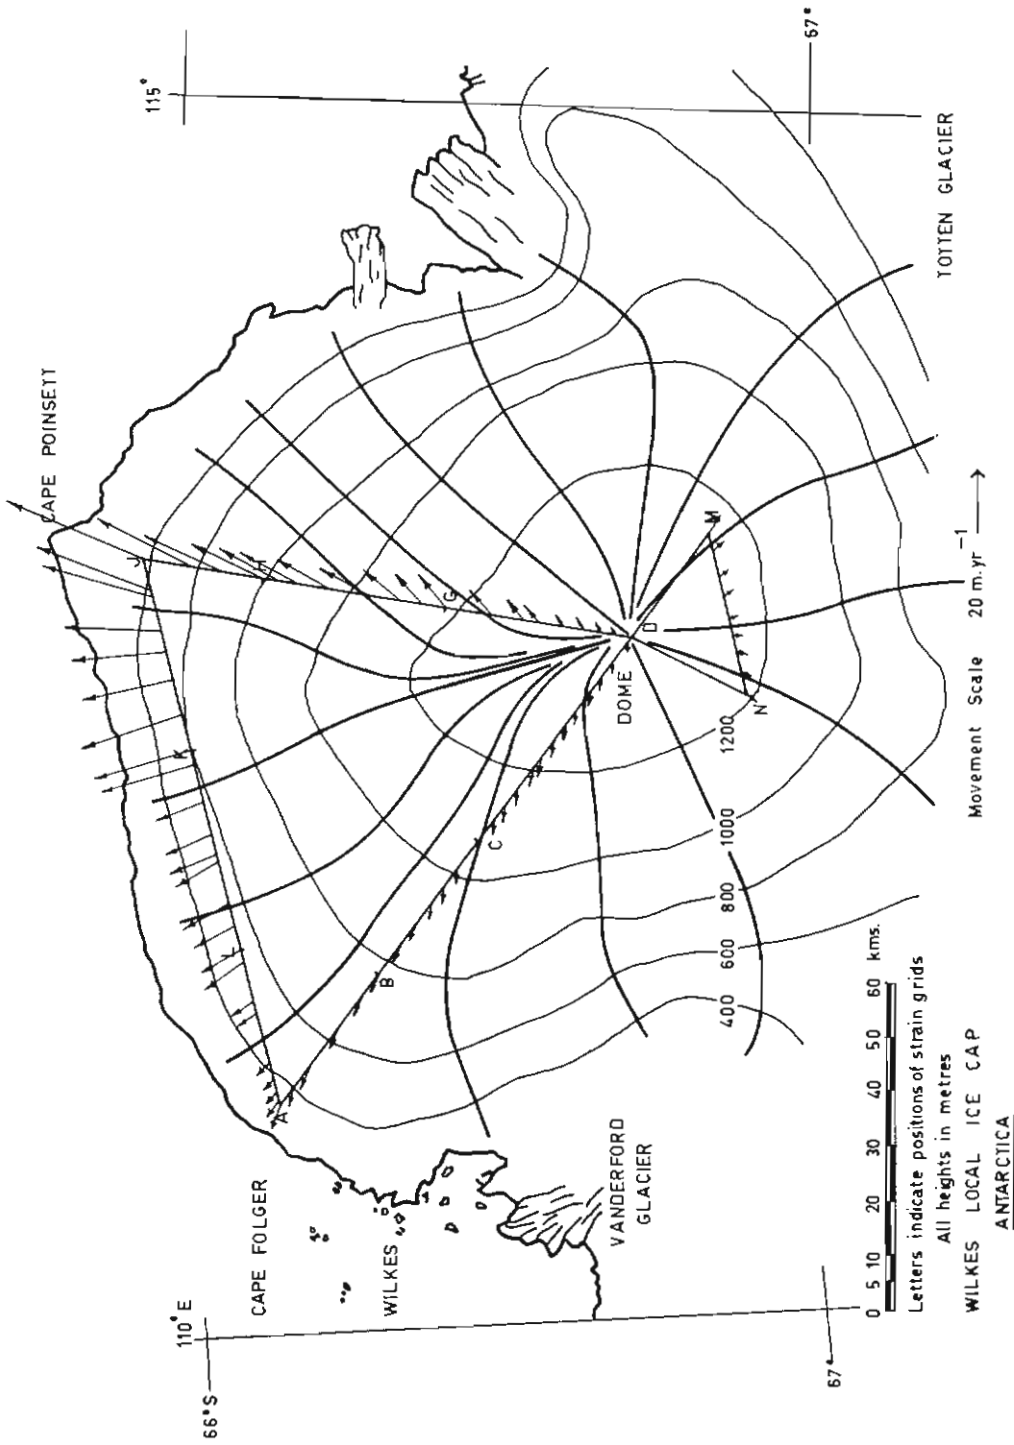 115°
CAPE POINSETT
67°
TOTTEN GLACIER
J
H
G
K
L
M
D
DOME
N
C
B
A
1200
1000
800
600
400
CAPE FOLGER
WILKES
VANDERFORD
GLACIER
110°E
66°S
67°
Movement Scale 20 m.yr⁻¹
0 5 10 20 30 40 50 60 kms.
Letters indicate positions of strain grids
All heights in metres
WILKES LOCAL ICE CAP
ANTARCTICA